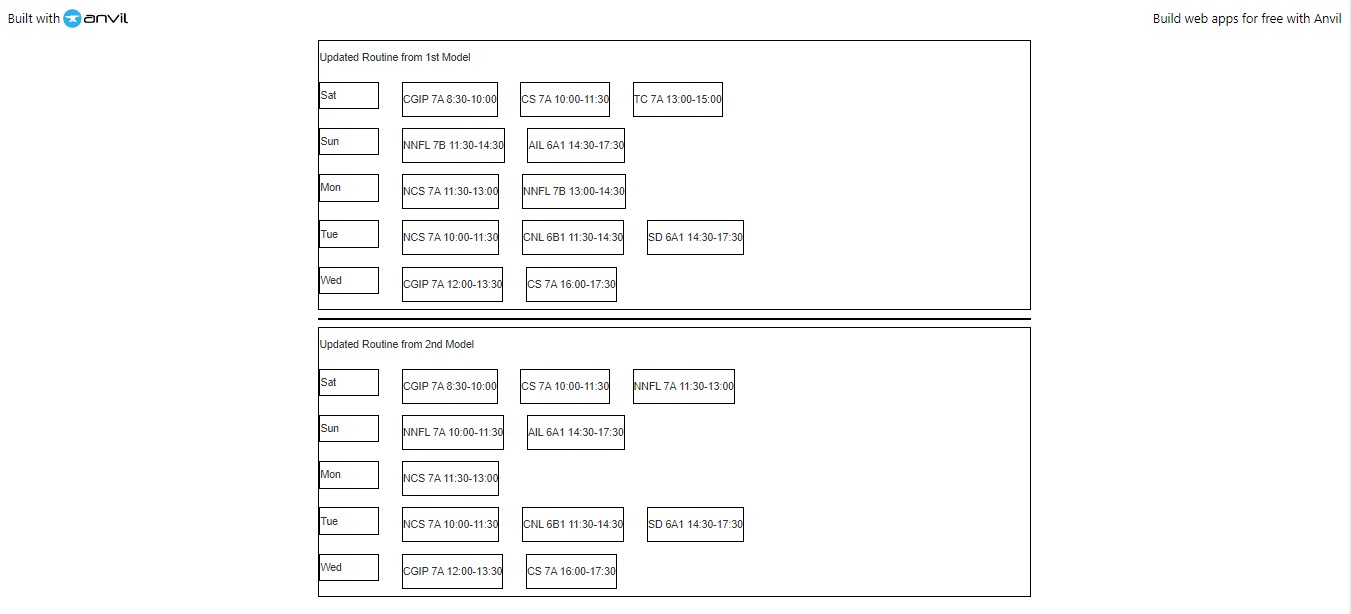 Built with anvil Build web apps for free with Anvil
Updated Routine from 1st Model
Sat CGIP 7A 8:30-10:00 CS 7A 10:00-11:30 TC 7A 13:00-15:00
Sun NNFL 7B 11:30-14:30 AIL 6A1 14:30-17:30
Mon NCS 7A 11:30-13:00 NNFL 7B 13:00-14:30
Tue NCS 7A 10:00-11:30 CNL 6B1 11:30-14:30 SD 6A1 14:30-17:30
Wed CGIP 7A 12:00-13:30 CS 7A 16:00-17:30
Updated Routine from 2nd Model
Sat CGIP 7A 8:30-10:00 CS 7A 10:00-11:30 NNFL 7A 11:30-13:00
Sun NNFL 7A 10:00-11:30 AIL 6A1 14:30-17:30
Mon NCS 7A 11:30-13:00
Tue NCS 7A 10:00-11:30 CNL 6B1 11:30-14:30 SD 6A1 14:30-17:30
Wed CGIP 7A 12:00-13:30 CS 7A 16:00-17:30